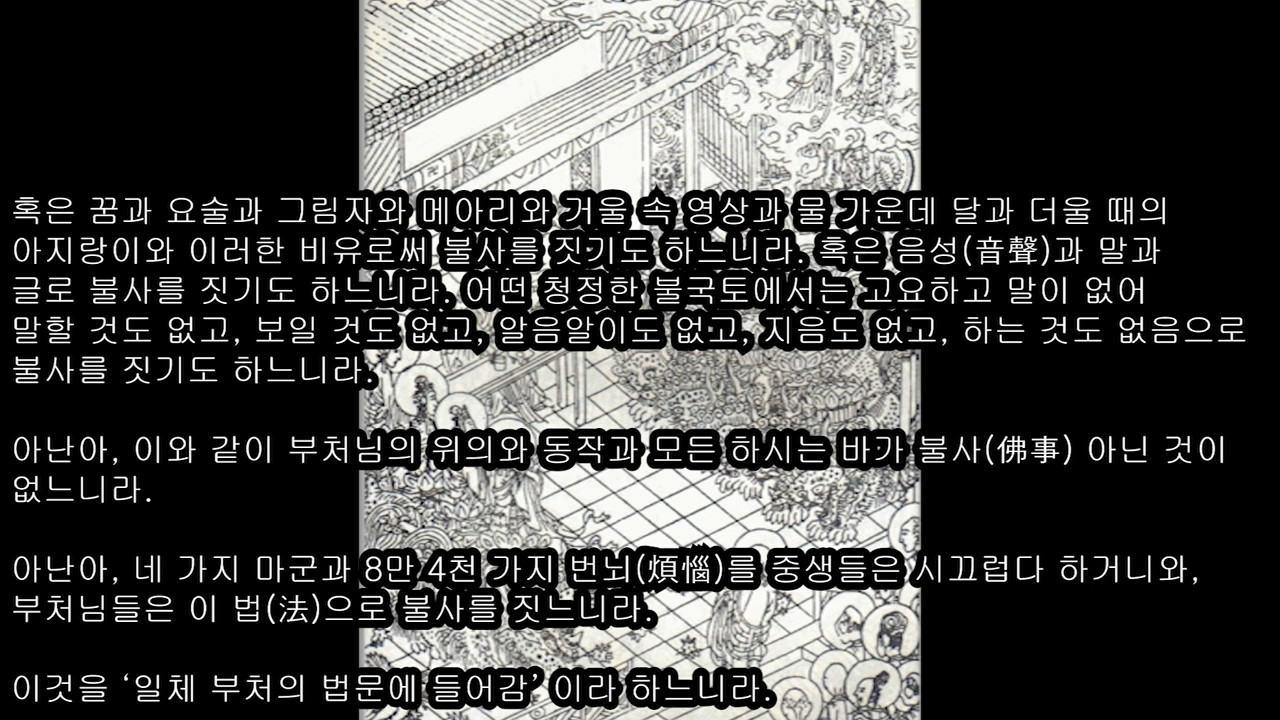 혹은 꿈과 요술과 그림자와 메아리와 거울 속 영상과 물 가운데 달과 더울 때의
아지랑이와 이러한 비유로써 불사를 짓기도 하느니라. 혹은 음성(音聲)과 말과
글로 불사를 짓기도 하느니라. 어떤 청정한 불국토에서는 고요하고 말이 없어
말할 것도 없고, 보일 것도 없고, 알음알이도 없고, 지음도 없고, 하는 것도 없음으로
불사를 짓기도 하느니라.
아난아, 이와 같이 부처님의 위의와 동작과 모든 하시는 바가 불사(佛事) 아닌 것이
없느니라.
아난아, 네 가지 마군과 8만 4천 가지 번뇌(煩惱)를 중생들은 시끄럽다 하거니와,
부처님들은 이 법(法)으로 불사를 짓느니라.
이것을 ‘일체 부처의 법문에 들어감’ 이라 하느니라.